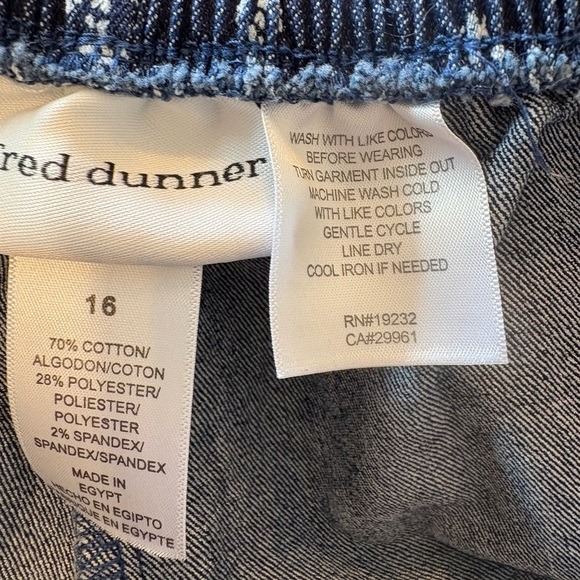 fred dunner
WASH WITH LIKE COLORS
BEFORE WEARING
TURN GARMENT INSIDE OUT
MACHINE WASH COLD
WITH LIKE COLORS
GENTLE CYCLE
LINE DRY
COOL IRON IF NEEDED
RN#19232
CA#29961
16
70% COTTON/
ALGODON/COTON
28% POLYESTER/
POLIESTER/
POLYESTER
2% SPANDEX/
SPANDEX/SPANDEX
MADE IN
EGYPT
HECHO EN EGIPTO
EN EGYPTE